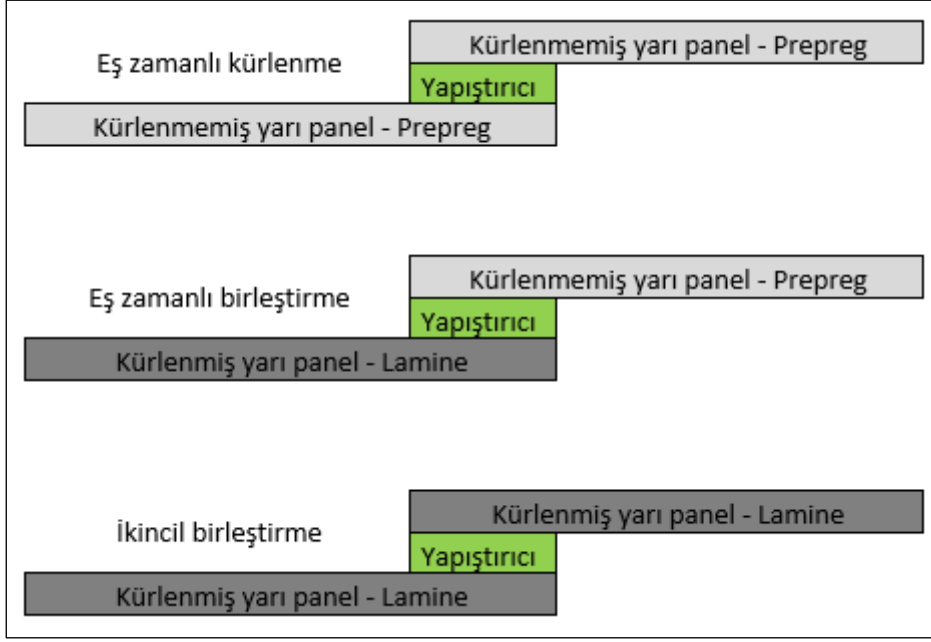 Kürlenmemiş yarı panel - Prepreg
Eş zamanlı kürlenme
Yapıştırıcı
Kürlenmemiş yarı panel - Prepreg
Kürlenmemiş yarı panel - Prepreg
Eş zamanlı birleştirme
Yapıştırıcı
Kürlenmiş yarı panel - Lamine
Kürlenmiş yarı panel - Lamine
İkincil birleştirme
Yapıştırıcı
Kürlenmiş yarı panel - Lamine